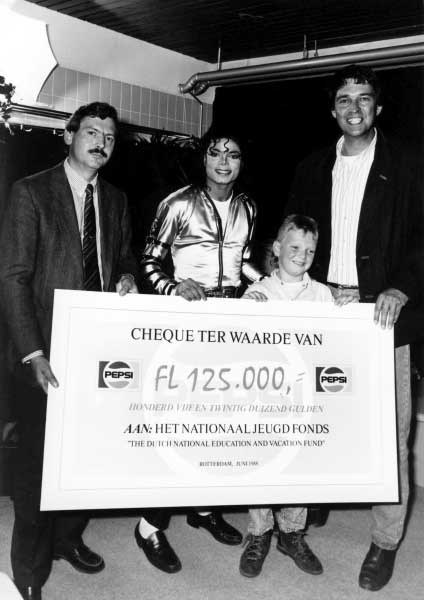 CHEQUE TER WAARDE VAN
PEPSI FL 125.000,- PEPSI
HONDERD VIJF EN TWINTIG DUIZEND GULDEN
AAN: HET NATIONAAL JEUGD FONDS
"THE DUTCH NATIONAL EDUCATION AND VACATION FUND"
ROTTERDAM, JUNI 1988